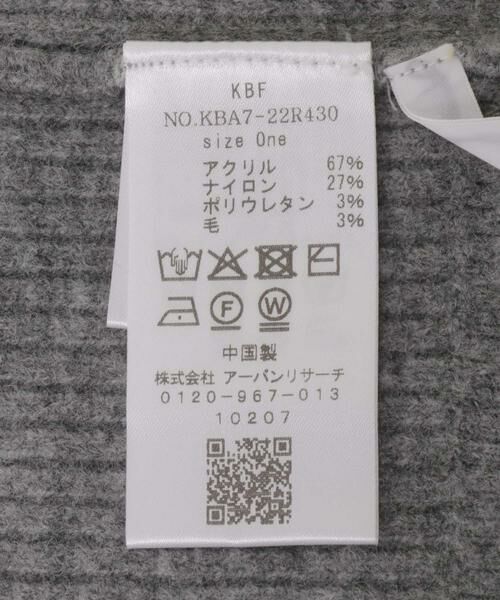 KBF
NO.KBA7-22R430
size One
アクリル 67%
ナイロン 27%
ポリウレタン 3%
毛 3%
F W
中国製
株式会社 アーバンリサーチ
0120-967-013
10207